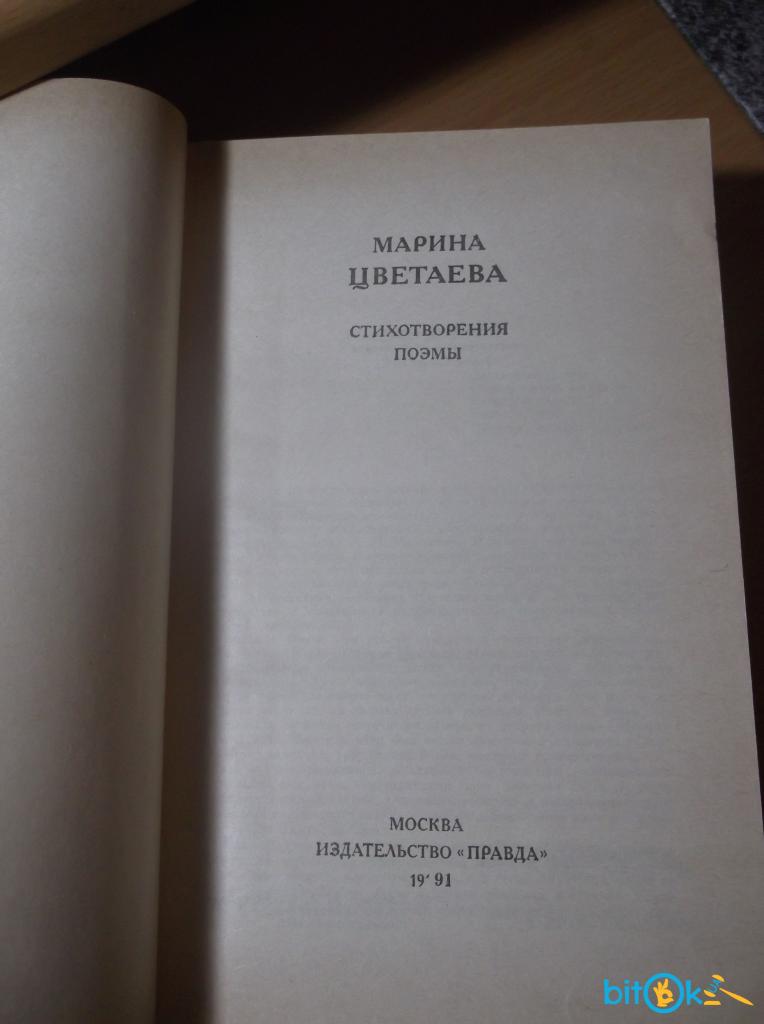 МАРИНА
ЦВЕТАЕВА
СТИХОТВОРЕНИЯ
ПОЭМЫ
МОСКВА
ИЗДАТЕЛЬСТВО «ПРАВДА»
19'91
bitOk